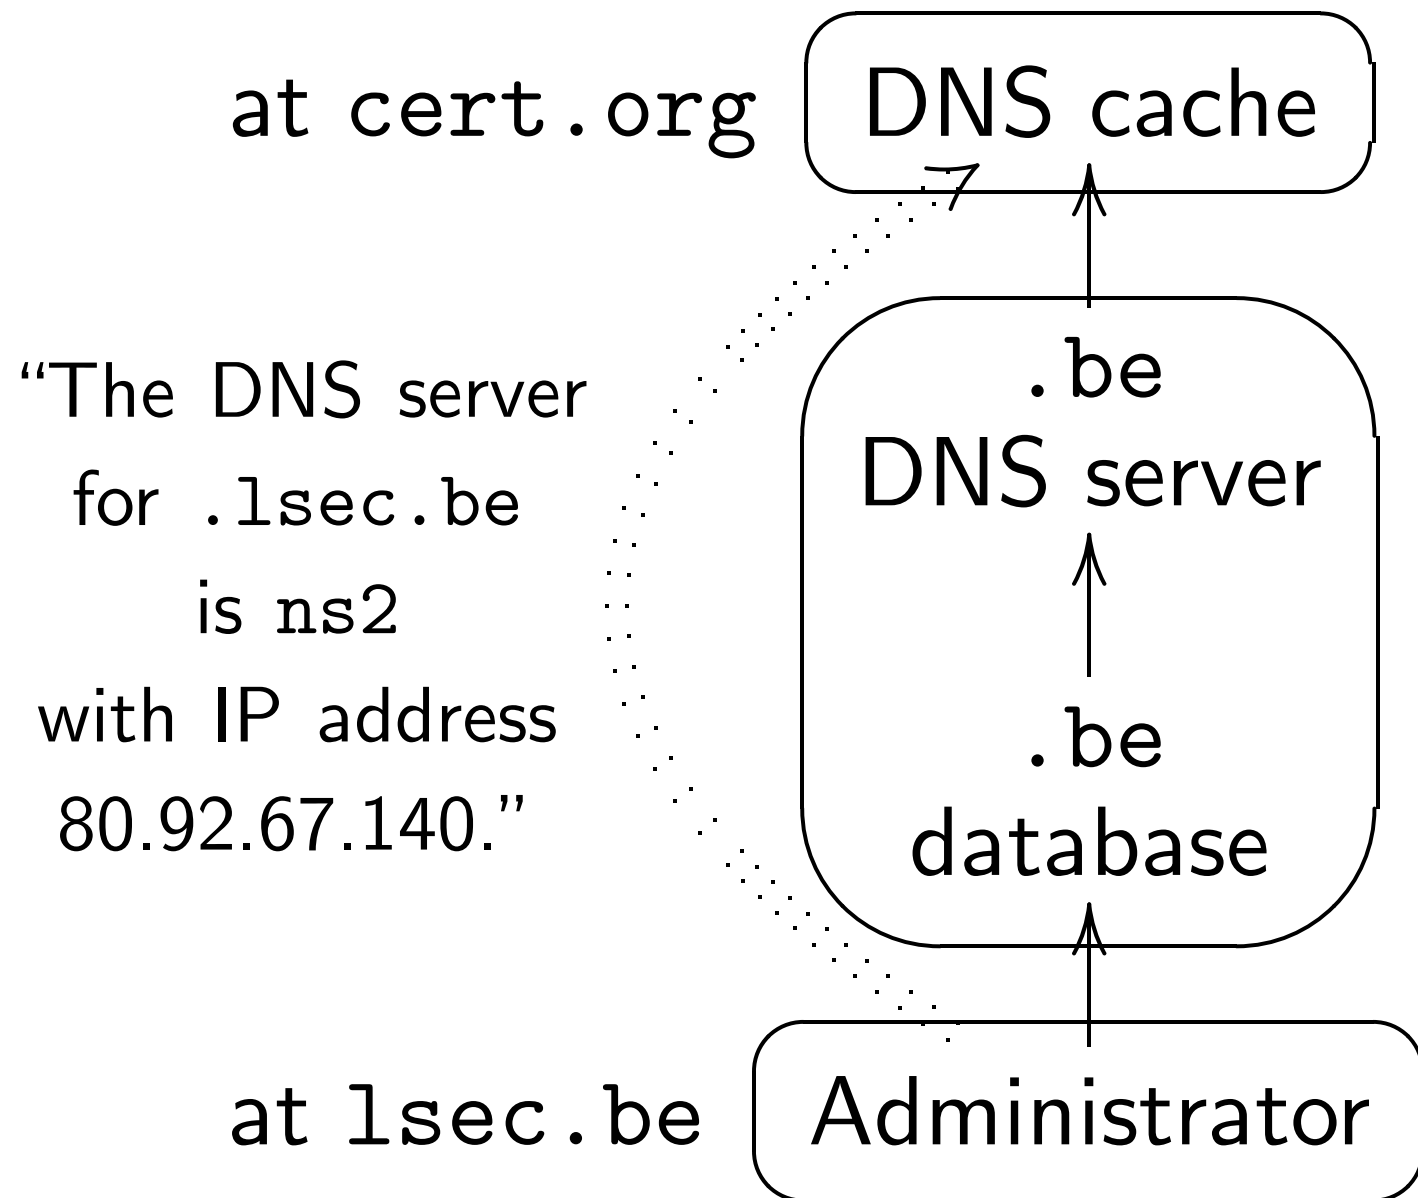 at cert.org DNS cache
.be
DNS server
“The DNS server
for .lsec.be
is ns2
with IP address
80.92.67.140.”
.be
database
at lsec.be Administrator